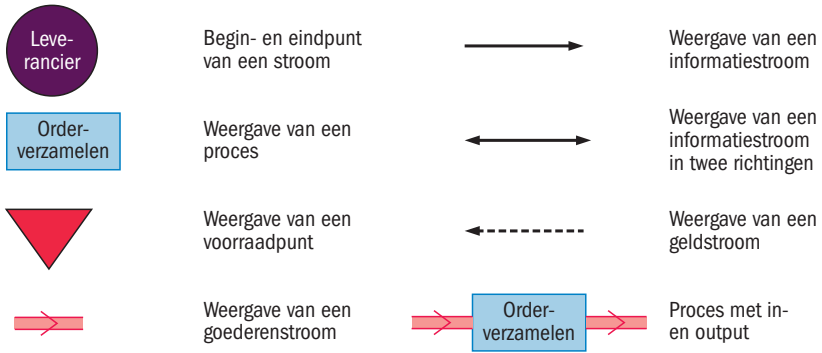 Leve-
rancier
Begin- en eindpunt
van een stroom
Weergave van een
informatiestroom
Order-
verzamelen
Weergave van een
proces
Weergave van een
informatiestroom
in twee richtingen
Weergave van een
voorraadpunt
Weergave van een
geldstroom
Weergave van een
goederenstroom
Order-
verzamelen
Proces met in-
en output